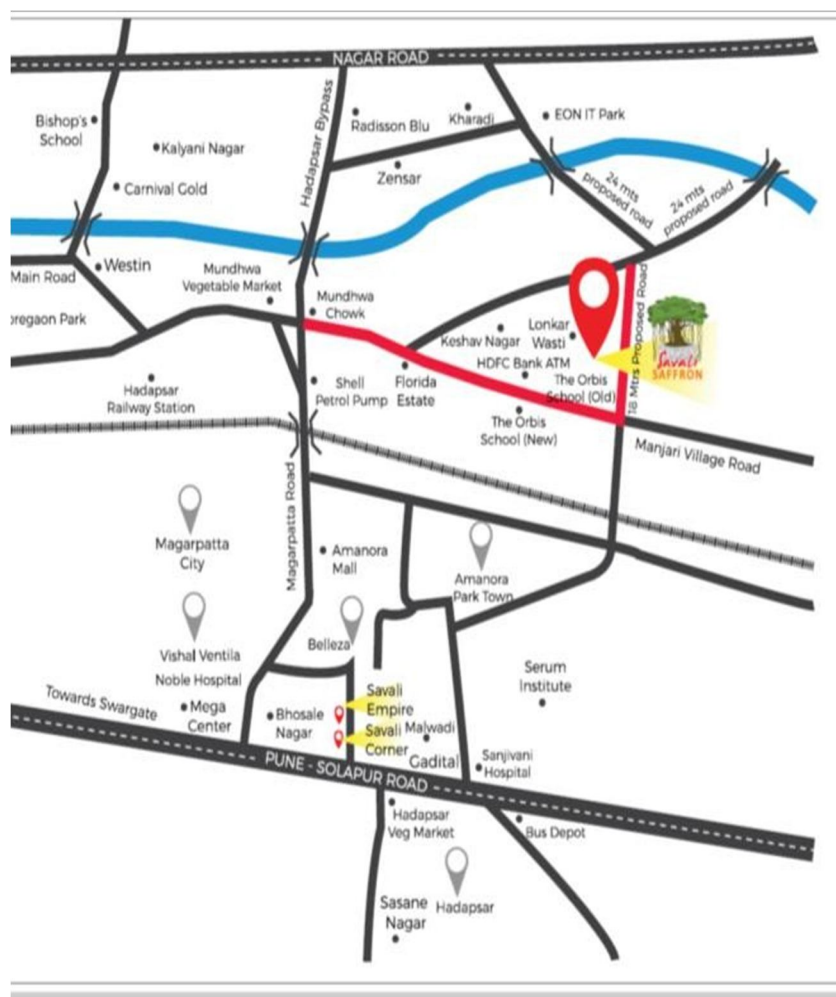 NAGAR ROAD
Bishop's
School
Kalyani Nagar
Carnival Gold
Hadapsar Bypass
Radisson Blu
Kharadi
EON IT Park
Zensar
24 mts
proposed road
24 mts
proposed road
Main Road
Westin
Mundhwa
Vegetable Market
Mundhwa
Chowk
oregaon Park
Keshav Nagar
Lonkar
Wasti
HDFC Bank ATM
The Orbis
School (Old)
18 Mtrs Proposed Road
Savali
SAFFRON
Hadapsar
Railway Station
Shell
Petrol Pump
Florida
Estate
The Orbis
School (New)
Manjari Village Road
Magarpatta Road
Magarpatta
City
Amanora
Mall
Amanora
Park Town
Vishal Ventila
Noble Hospital
Belleza
Serum
Institute
Towards Swargate
Mega
Center
Bhosale
Nagar
Savali
Empire
Savali
Corner
Malwadi
Gadital
Sanjivani
Hospital
PUNE - SOLAPUR ROAD
Hadapsar
Veg Market
Bus Depot
Sasane
Nagar
Hadapsar